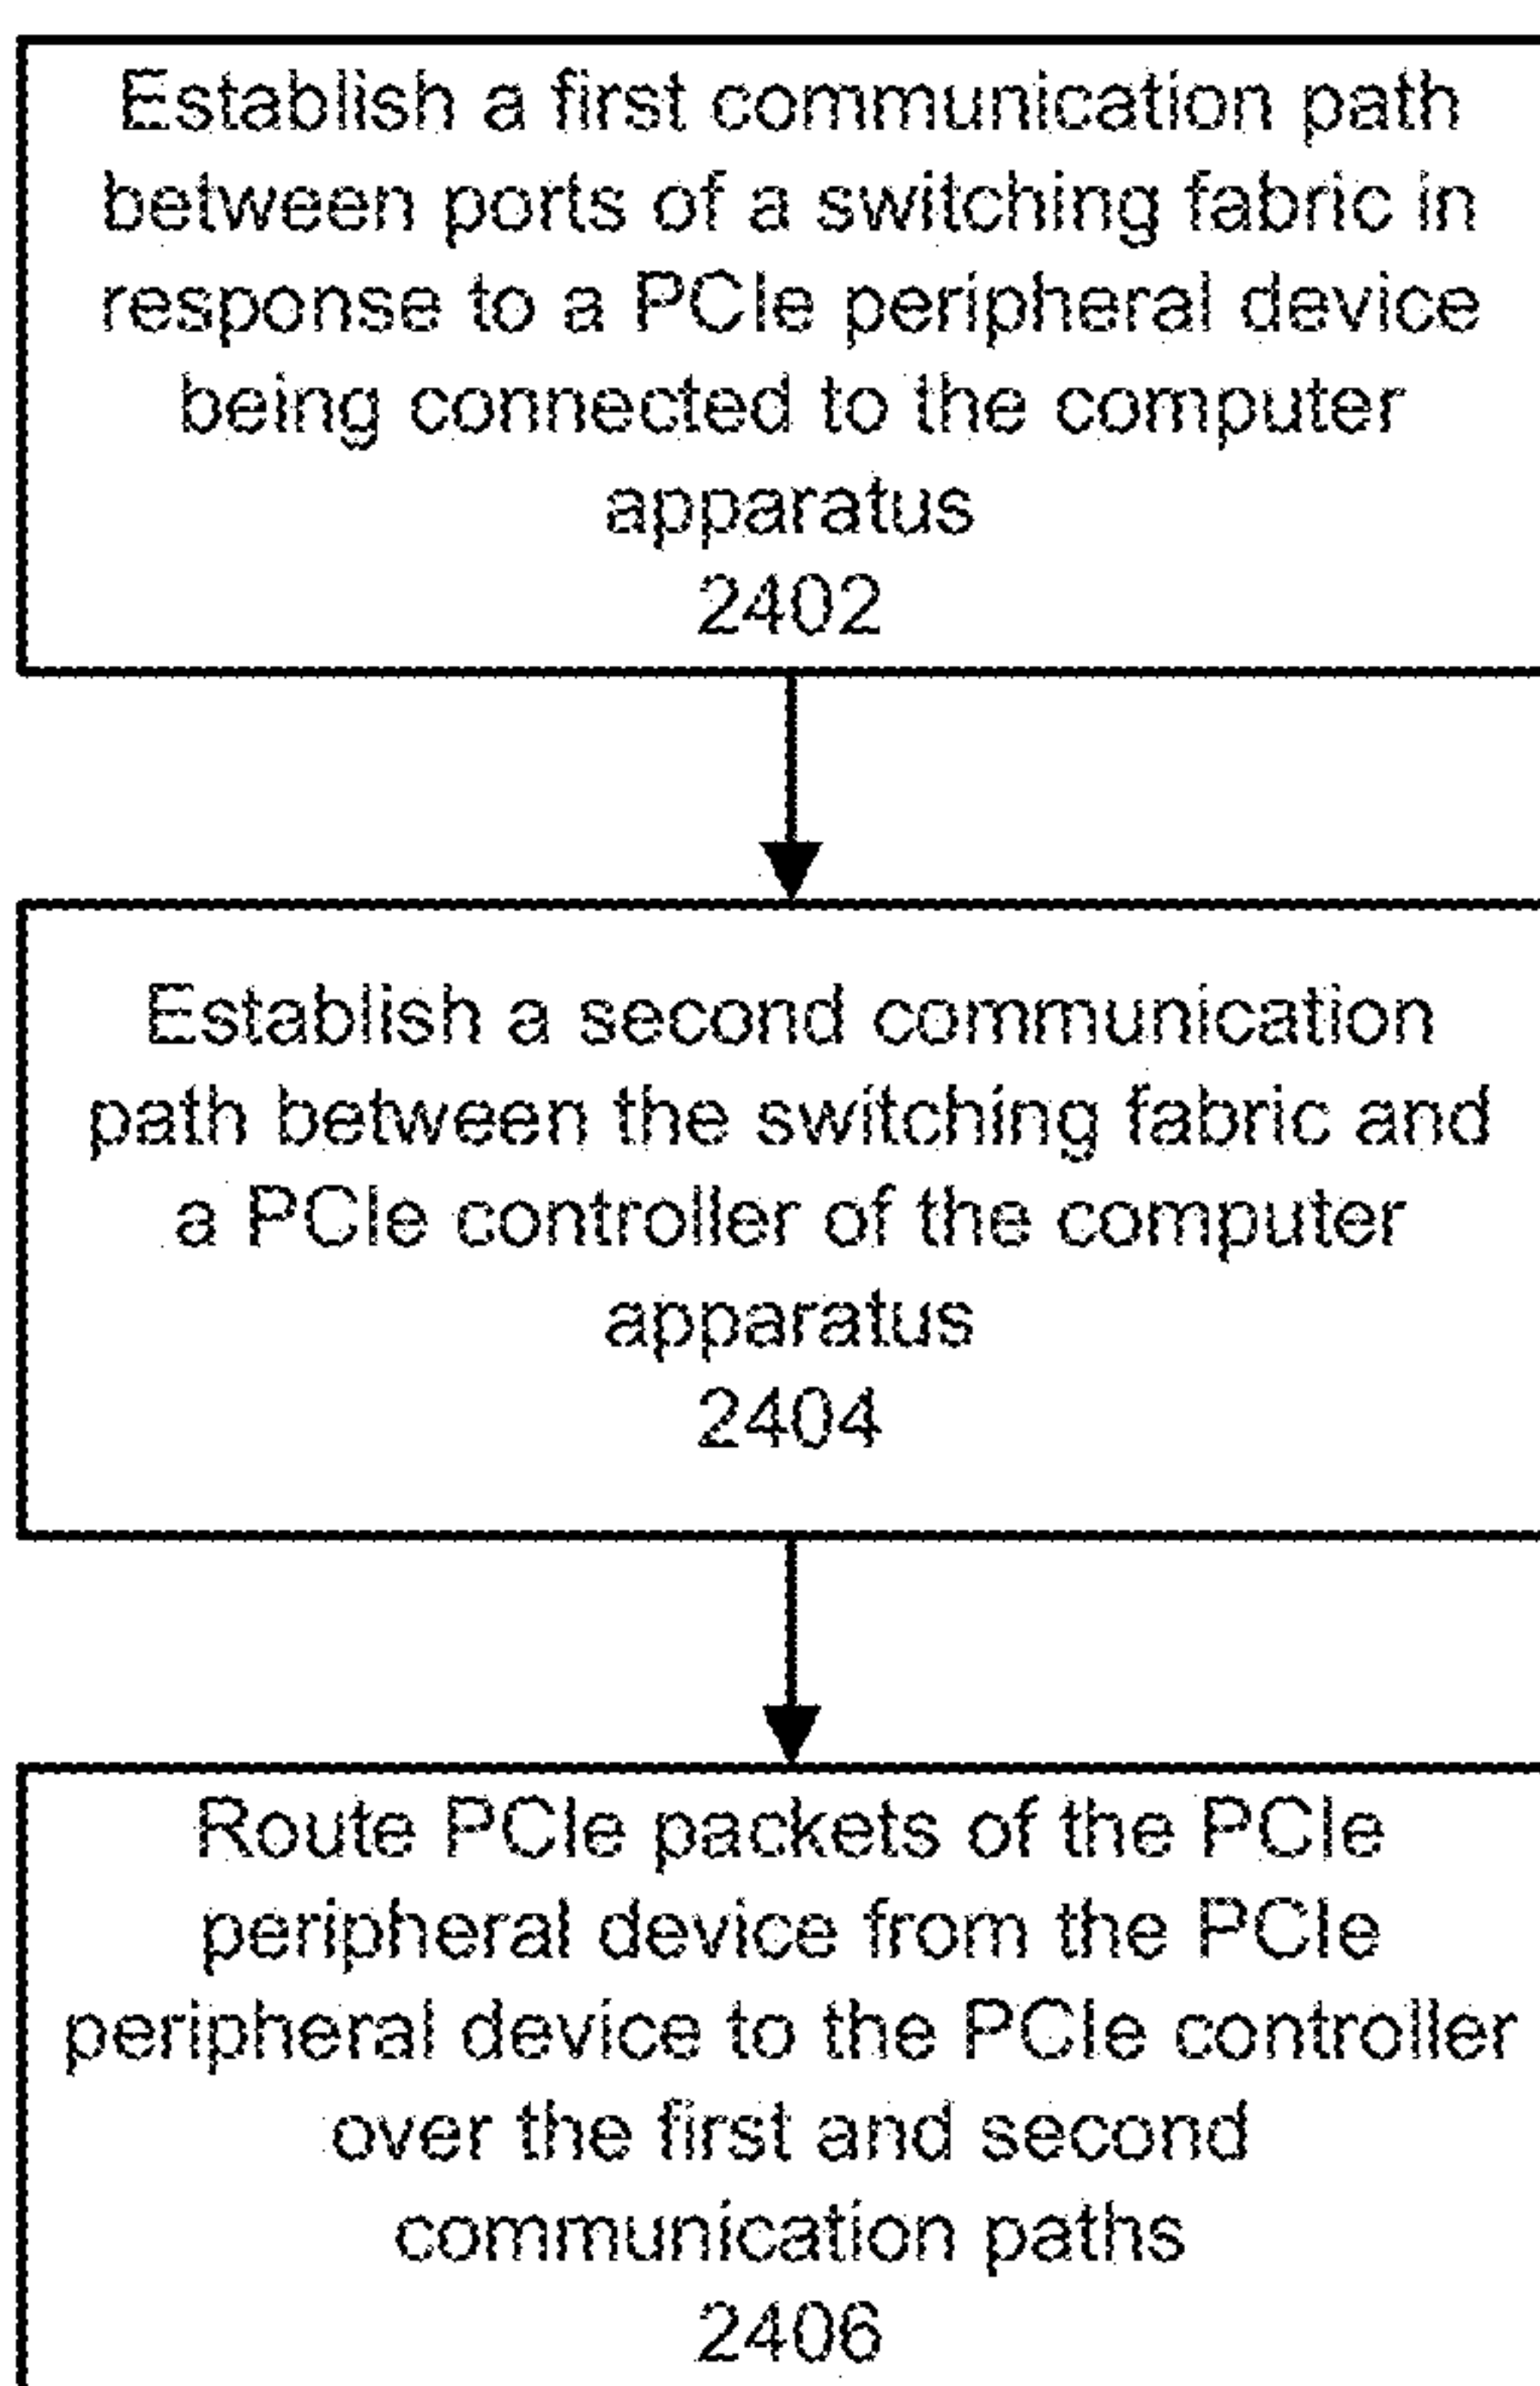 Establish a first communication path
between ports of a switching fabric in
response to a PCIe peripheral device
being connected to the computer
apparatus
2402
Establish a second communication
path between the switching fabric and
a PCIe controller of the computer
apparatus
2404
Route PCIe packets of the PCIe
peripheral device from the PCIe
peripheral device to the PCIe controller
over the first and second
communication paths
2406